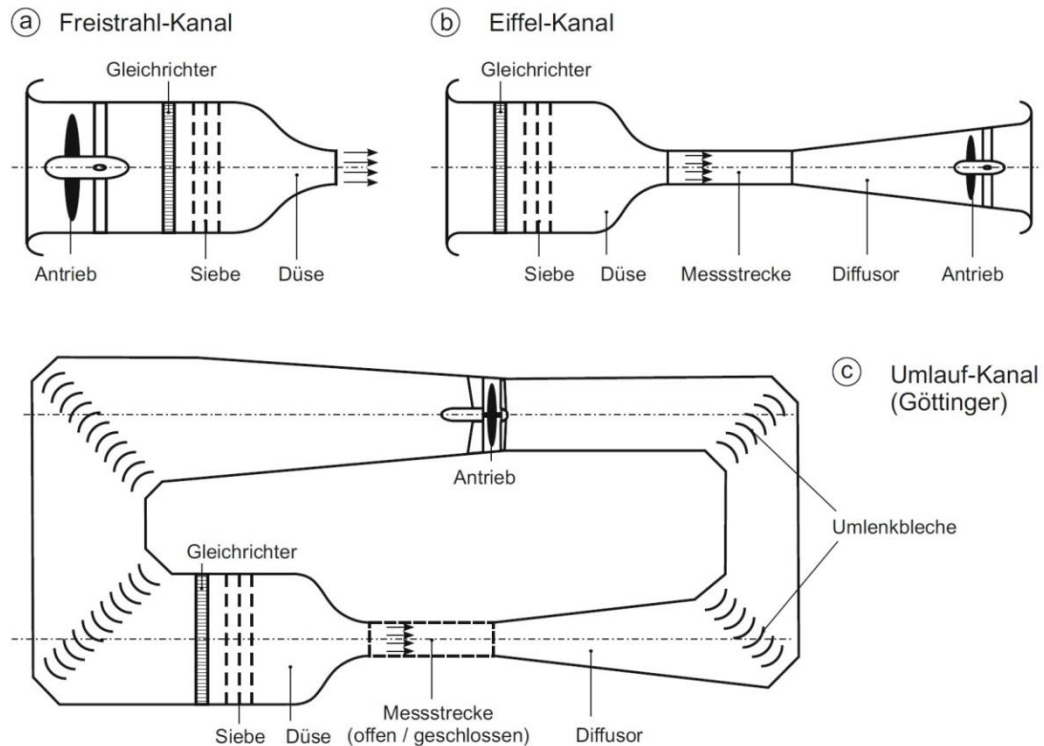 a Freistrahl-Kanal
Gleichrichter
Antrieb
Siebe
Düse
b Eiffel-Kanal
Gleichrichter
Siebe
Düse
Messstrecke
Diffusor
Antrieb
c Umlauf-Kanal
(Göttinger)
Antrieb
Umlenkbleche
Gleichrichter
Siebe
Düse
Messstrecke
(offen / geschlossen)
Diffusor